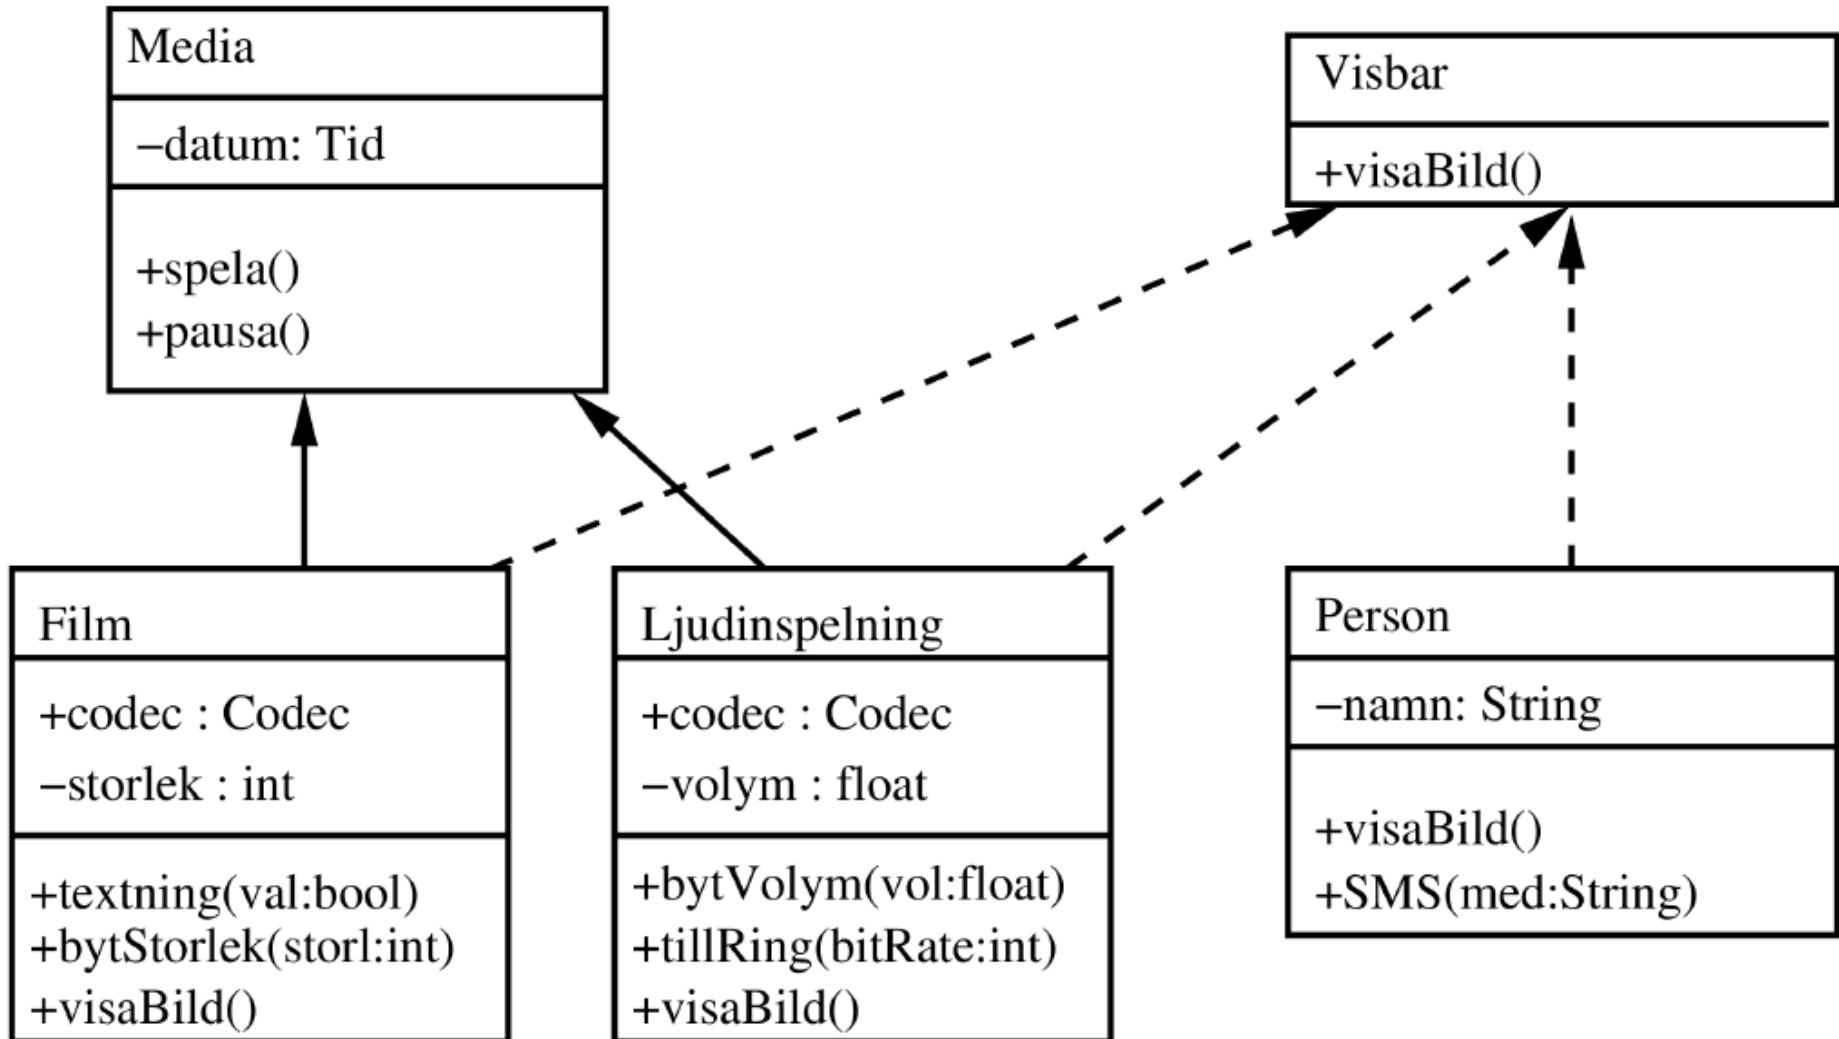 Media
−datum: Tid
+spela()
+pausa()
Visbar
+visaBild()
Film
+codec : Codec
−storlek : int
+textning(val:bool)
+bytStorlek(storl:int)
+visaBild()
Ljudinspelning
+codec : Codec
−volym : float
+bytVolym(vol:float)
+tillRing(bitRate:int)
+visaBild()
Person
−namn: String
+visaBild()
+SMS(med:String)